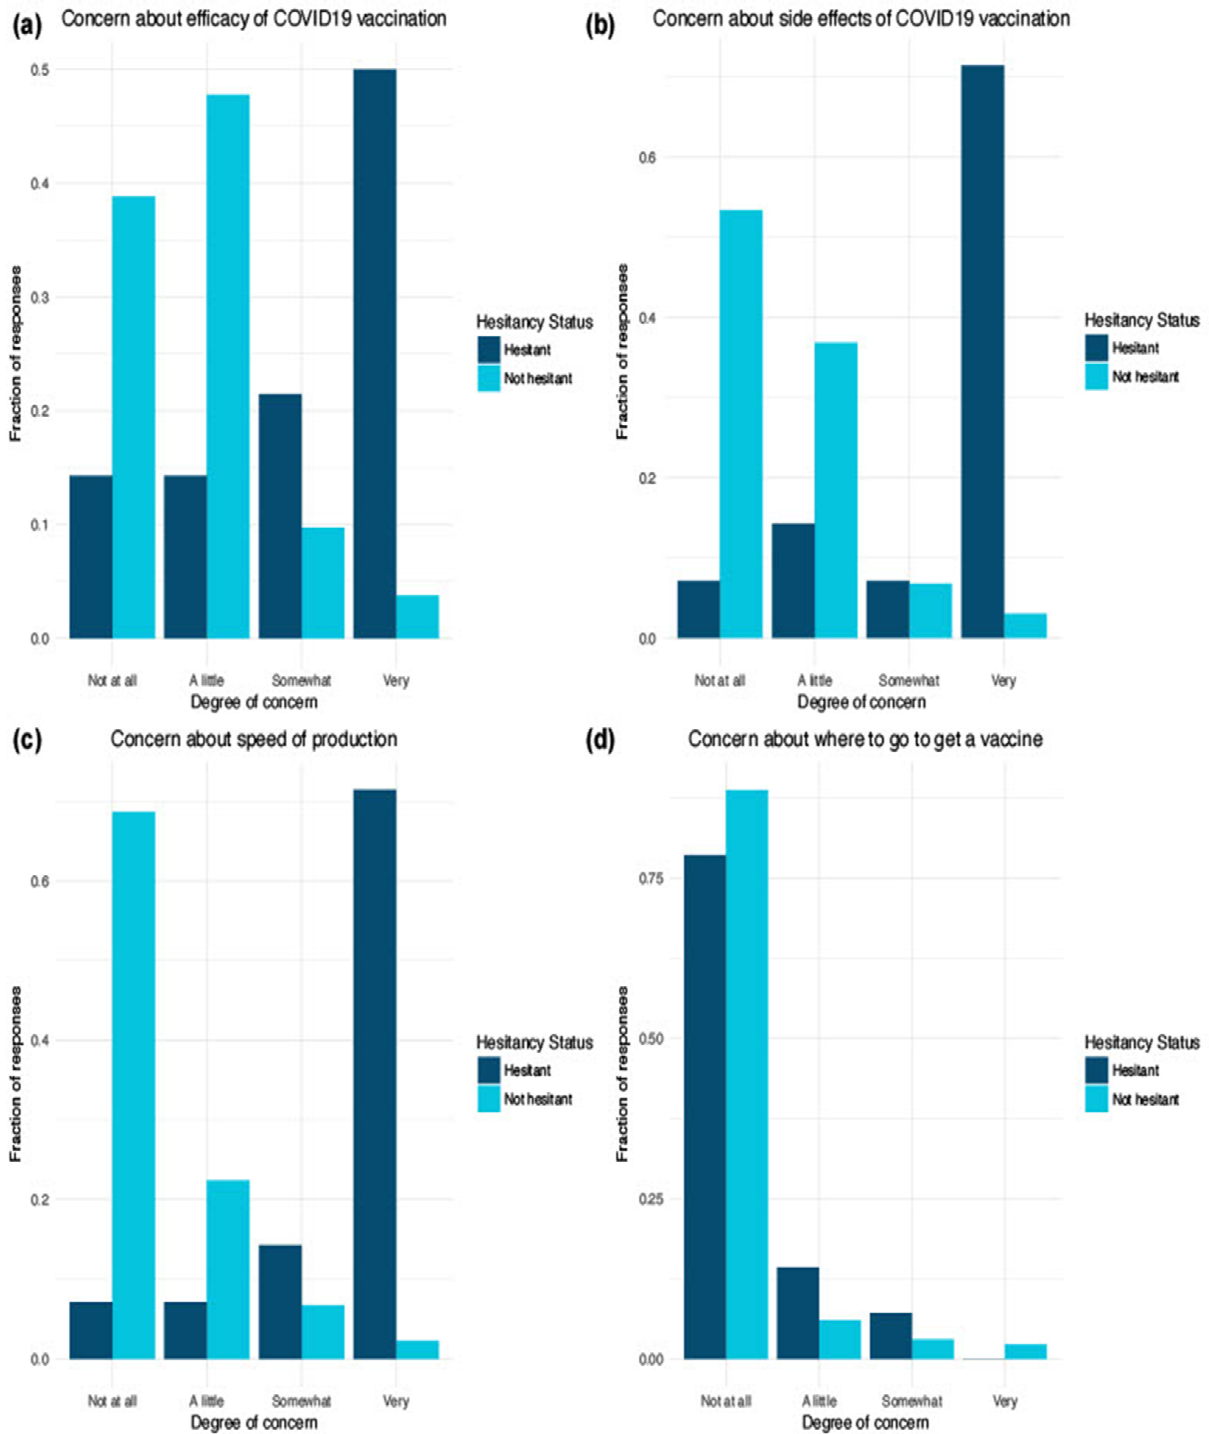 (a) Concern about efficacy of COVID19 vaccination
0.5
0.4
0.3
0.2
0.1
0.0
Fraction of responses
Not at all A little Somewhat Very
Degree of concern
Hesitancy Status
Hesitant
Not hesitant
(b) Concern about side effects of COVID19 vaccination
0.6
0.4
0.2
0.0
Fraction of responses
Not at all A little Somewhat Very
Degree of concern
Hesitancy Status
Hesitant
Not hesitant
(c) Concern about speed of production
0.6
0.4
0.2
0.0
Fraction of responses
Not at all A little Somewhat Very
Degree of concern
Hesitancy Status
Hesitant
Not hesitant
(d) Concern about where to go to get a vaccine
0.75
0.50
0.25
0.00
Fraction of responses
Not at all A little Somewhat Very
Degree of concern
Hesitancy Status
Hesitant
Not hesitant